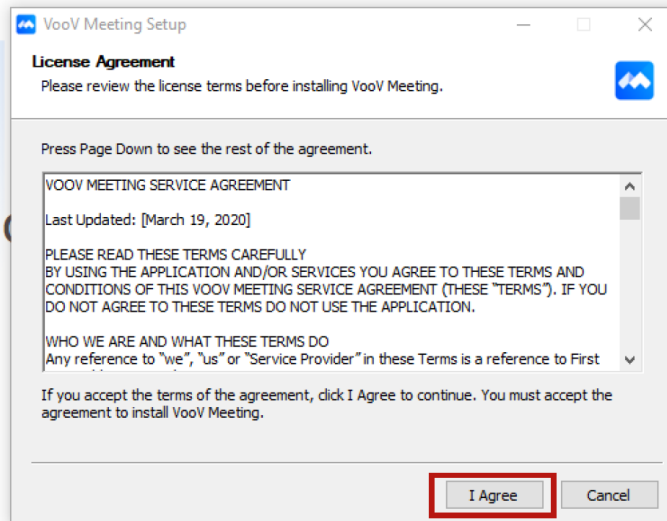 VooV Meeting Setup
License Agreement
Please review the license terms before installing VooV Meeting.
Press Page Down to see the rest of the agreement.
VOOV MEETING SERVICE AGREEMENT
Last Updated: [March 19, 2020]
PLEASE READ THESE TERMS CAREFULLY
BY USING THE APPLICATION AND/OR SERVICES YOU AGREE TO THESE TERMS AND
CONDITIONS OF THIS VOOV MEETING SERVICE AGREEMENT (THESE “TERMS”). IF YOU
DO NOT AGREE TO THESE TERMS DO NOT USE THE APPLICATION.
WHO WE ARE AND WHAT THESE TERMS DO
Any reference to “we”, “us” or “Service Provider” in these Terms is a reference to First
If you accept the terms of the agreement, click I Agree to continue. You must accept the
agreement to install VooV Meeting.
I Agree
Cancel